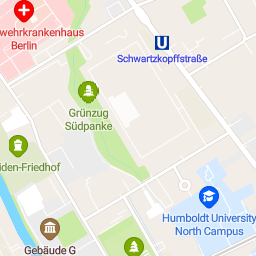 wehrkrankenhaus
Berlin
U
Schwartzkopffstraße
Grünzug
Südpanke
iden-Friedhof
Humboldt University
North Campus
Gebäude G